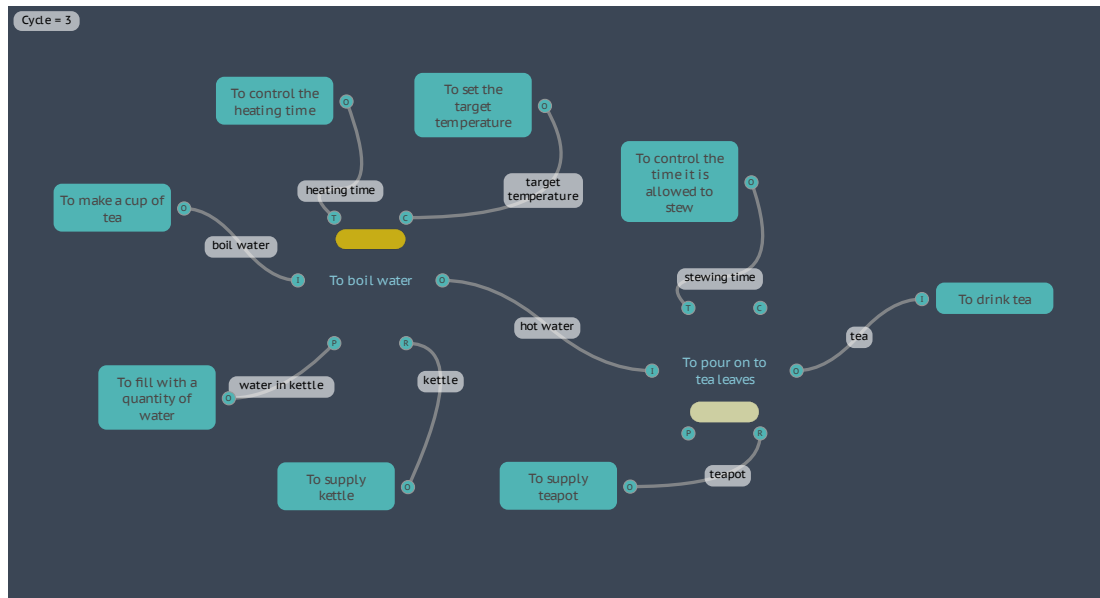 Cycle = 3
To control the
heating time
O
To set the
target
temperature
O
To control the
time it is
allowed to
stew
O
To make a cup of
tea
O
heating time
target
temperature
T
C
boil water
I
To boil water
O
stewing time
T
C
I
To drink tea
hot water
tea
P
R
To pour on to
tea leaves
I
O
To fill with a
quantity of
water
O
water in kettle
kettle
P
R
To supply
kettle
O
To supply
teapot
O
teapot